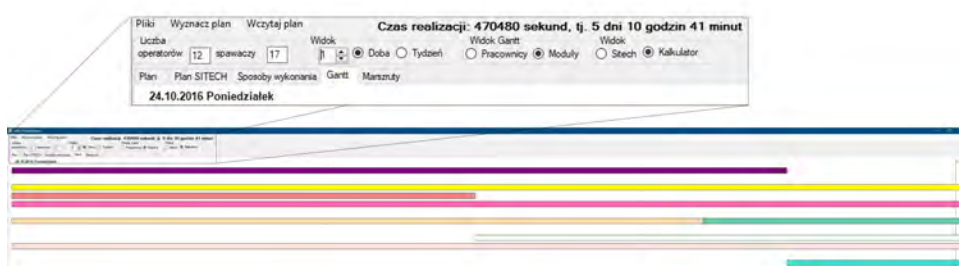 Pliki Wyznacz plan Wczytaj plan Czas realizacji: 470480 sekund, tj. 5 dni 10 godzin 41 minut
Liczba Widok Widok Gantt Widok
operatorów 12 spawaczy 17 1 Doba Tydzień Pracownicy Moduły Sitech Kalkulator
Plan Plan SITECH Sposoby wykonania Gantt Marszruty
24.10.2016 Poniedziałek